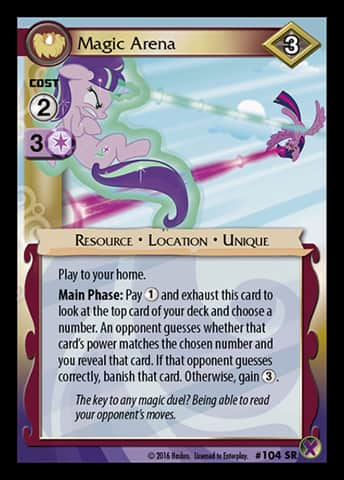 Magic Arena
3
COST
2
3
RESOURCE • LOCATION • UNIQUE
Play to your home.
Main Phase: Pay 1 and exhaust this card to
look at the top card of your deck and choose a
number. An opponent guesses whether that
card's power matches the chosen number and
you reveal that card. If that opponent guesses
correctly, banish that card. Otherwise, gain 3.
The key to any magic duel? Being able to read
your opponent's moves.
© 2016 Hasbro. Licensed to Enterplay. #104 SR